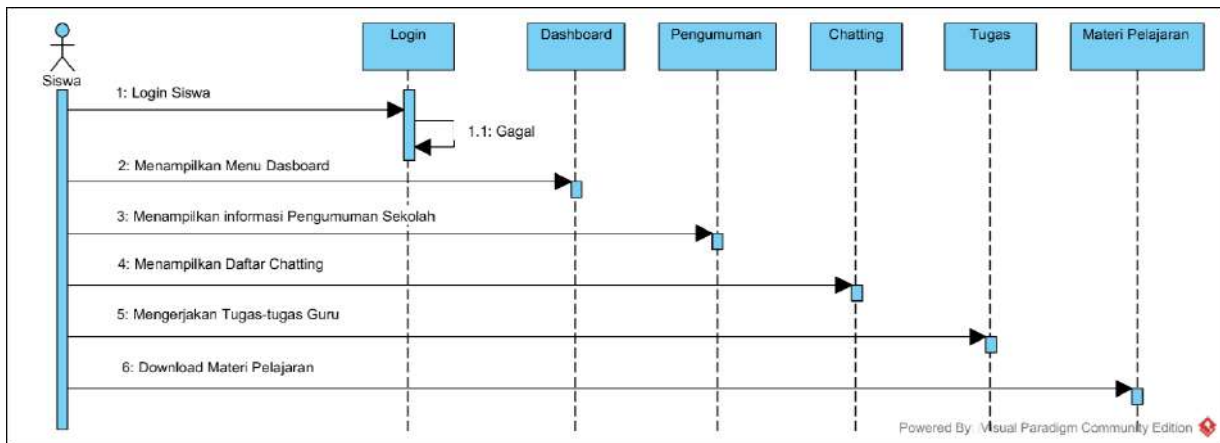 Siswa
Login
Dashboard
Pengumuman
Chatting
Tugas
Materi Pelajaran
1: Login Siswa
1.1: Gagal
2: Menampilkan Menu Dasboard
3: Menampilkan informasi Pengumuman Sekolah
4: Menampilkan Daftar Chatting
5: Mengerjakan Tugas-tugas Guru
6: Download Materi Pelajaran
Powered By Visual Paradigm Community Edition